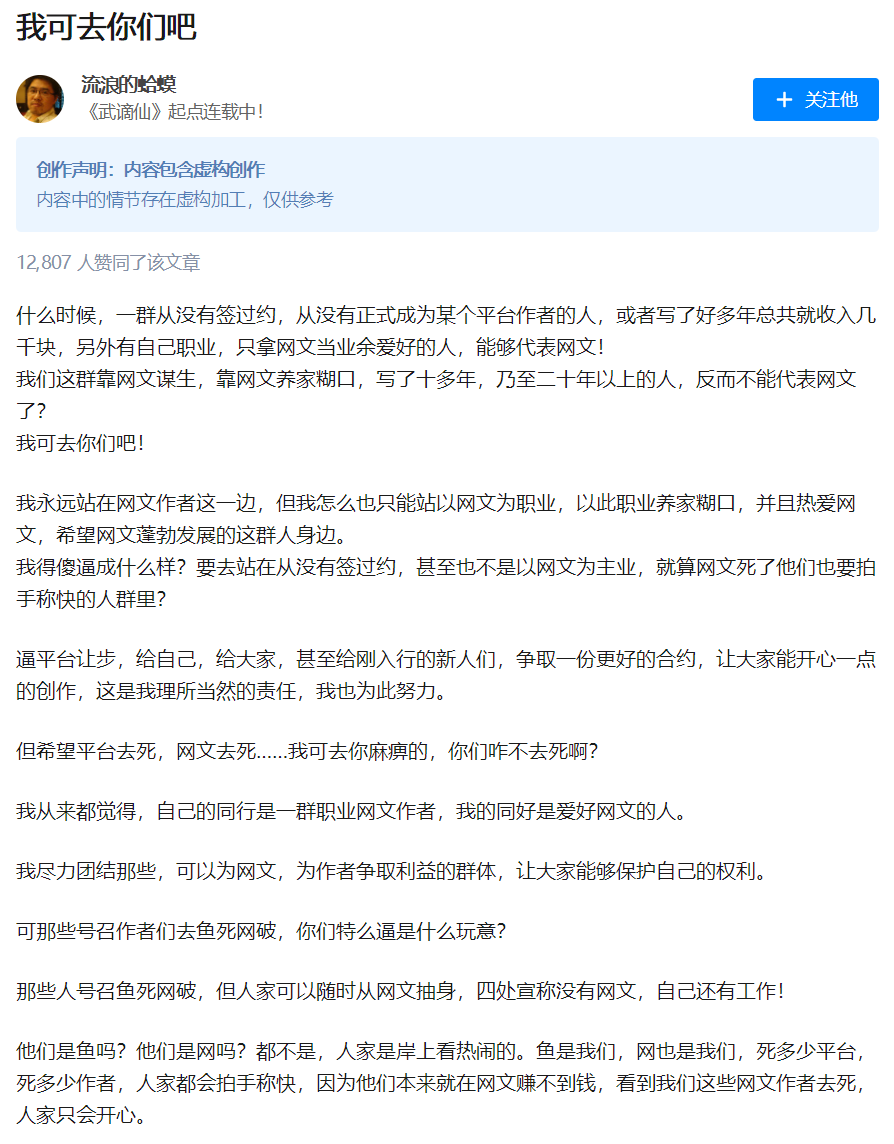 我可去你们吧
流浪的蛤蟆
《武谪仙》起点连载中！
+ 关注他
创作声明：内容包含虚构创作
内容中的情节存在虚构加工，仅供参考
12,807 人赞同了该文章
什么时候，一群从没有签过约，从没有正式成为某个平台作者的人，或者写了好多年总共就收入几
千块，另外有自己职业，只拿网文当业余爱好的人，能够代表网文！
我们这群靠网文谋生，靠网文养家糊口，写了十多年，乃至二十年以上的人，反而不能代表网文
了？
我可去你们吧！
我永远站在网文作者这一边，但我怎么也只能站以网文为职业，以此职业养家糊口，并且热爱网
文，希望网文蓬勃发展的这群人身边。
我得傻逼成什么样？要去站在从没有签过约，甚至也不是以网文为主业，就算网文死了他们也要拍
手称快的人群里？
逼平台让步，给自己，给大家，甚至给刚入行的新人们，争取一份更好的合约，让大家能开心一点
的创作，这是我理所当然的责任，我也为此努力。
但希望平台去死，网文去死……我可去你麻痹的，你们咋不去死啊？
我从来都觉得，自己的同行是一群职业网文作者，我的同好是爱好网文的人。
我尽力团结那些，可以为网文，为作者争取利益的群体，让大家能够保护自己的权利。
可那些号召作者们去鱼死网破，你们特么逼是什么玩意？
那些人号召鱼死网破，但人家可以随时从网文抽身，四处宣称没有网文，自己还有工作！
他们是鱼吗？他们是网吗？都不是，人家是岸上看热闹的。鱼是我们，网也是我们，死多少平台，
死多少作者，人家都会拍手称快，因为他们本来就在网文赚不到钱，看到我们这些网文作者去死，
人家只会开心。